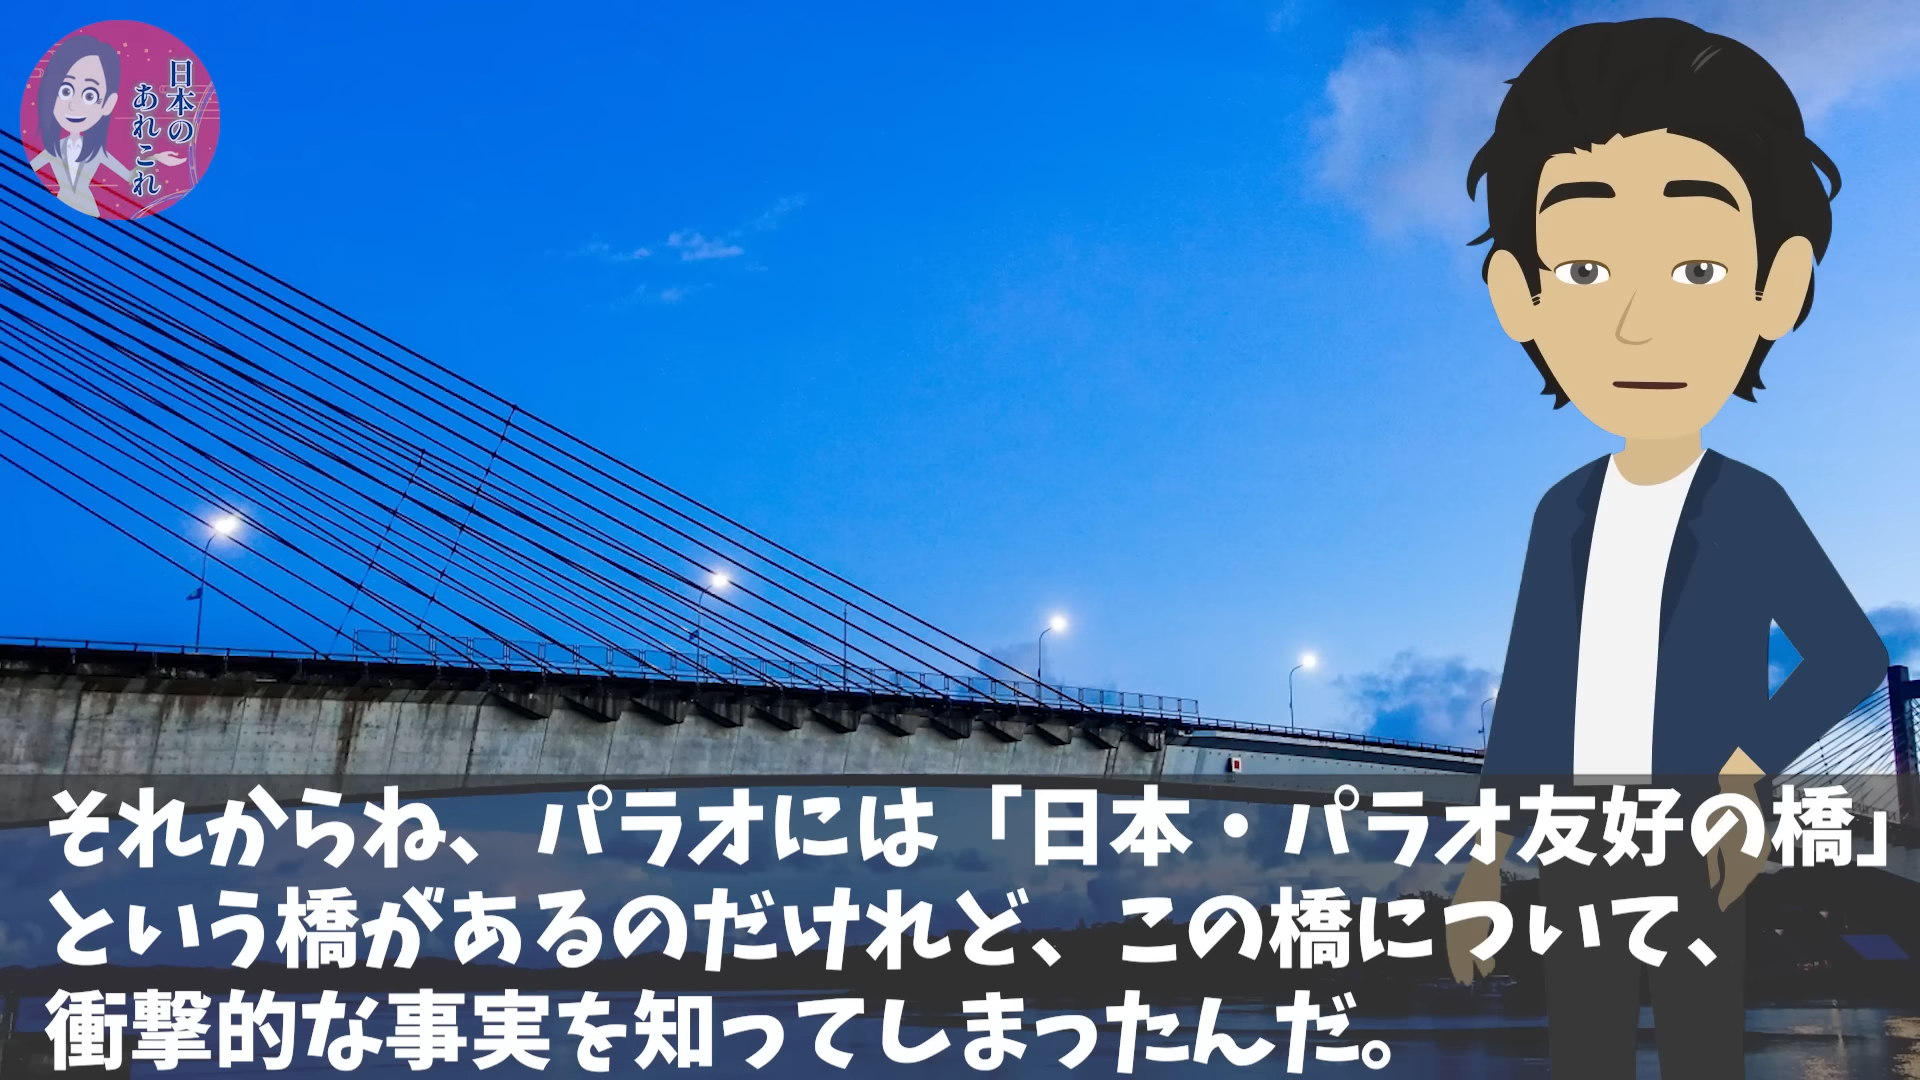 日本の
あれこれ
それからね、パラオには「日本・パラオ友好の橋」
という橋があるのだけれど、この橋について、
衝撃的な事実を知ってしまったんだ。